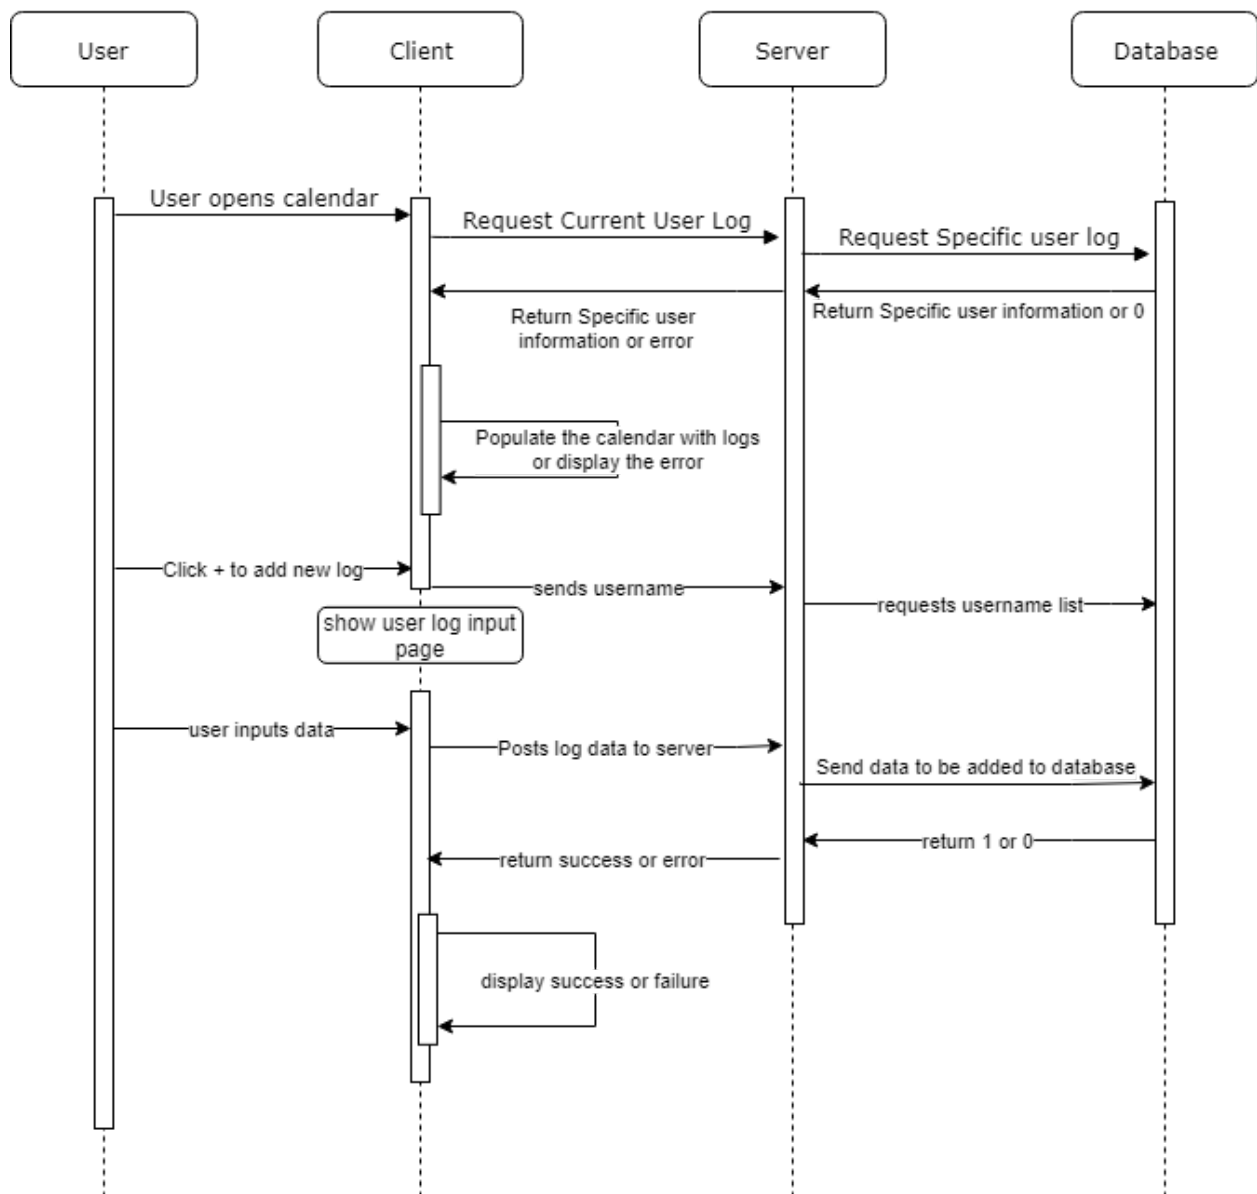 User
Client
Server
Database
User opens calendar
Request Current User Log
Request Specific user log
Return Specific user
information or error
Return Specific user information or 0
Populate the calendar with logs
or display the error
Click + to add new log
sends username
requests username list
show user log input
page
user inputs data
Posts log data to server
Send data to be added to database
return 1 or 0
return success or error
display success or failure